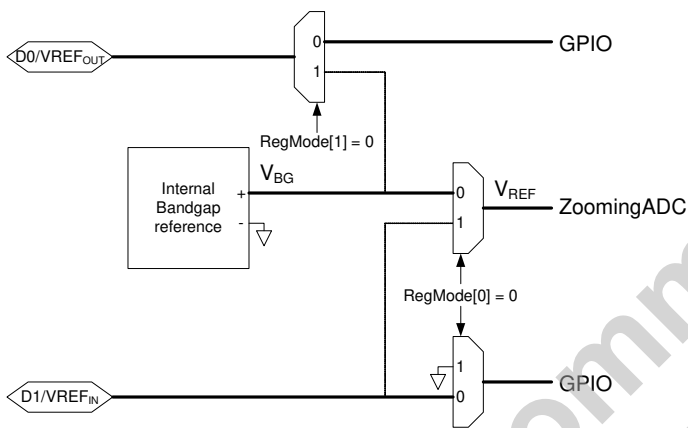 0
GPIO
D0/VREFOUT
1
RegMode[1] = 0
VBG
Internal
Bandgap
reference
+
-
0
VREF
ZoomingADC
1
RegMode[0] = 0
1
GPIO
D1/VREFIN
0